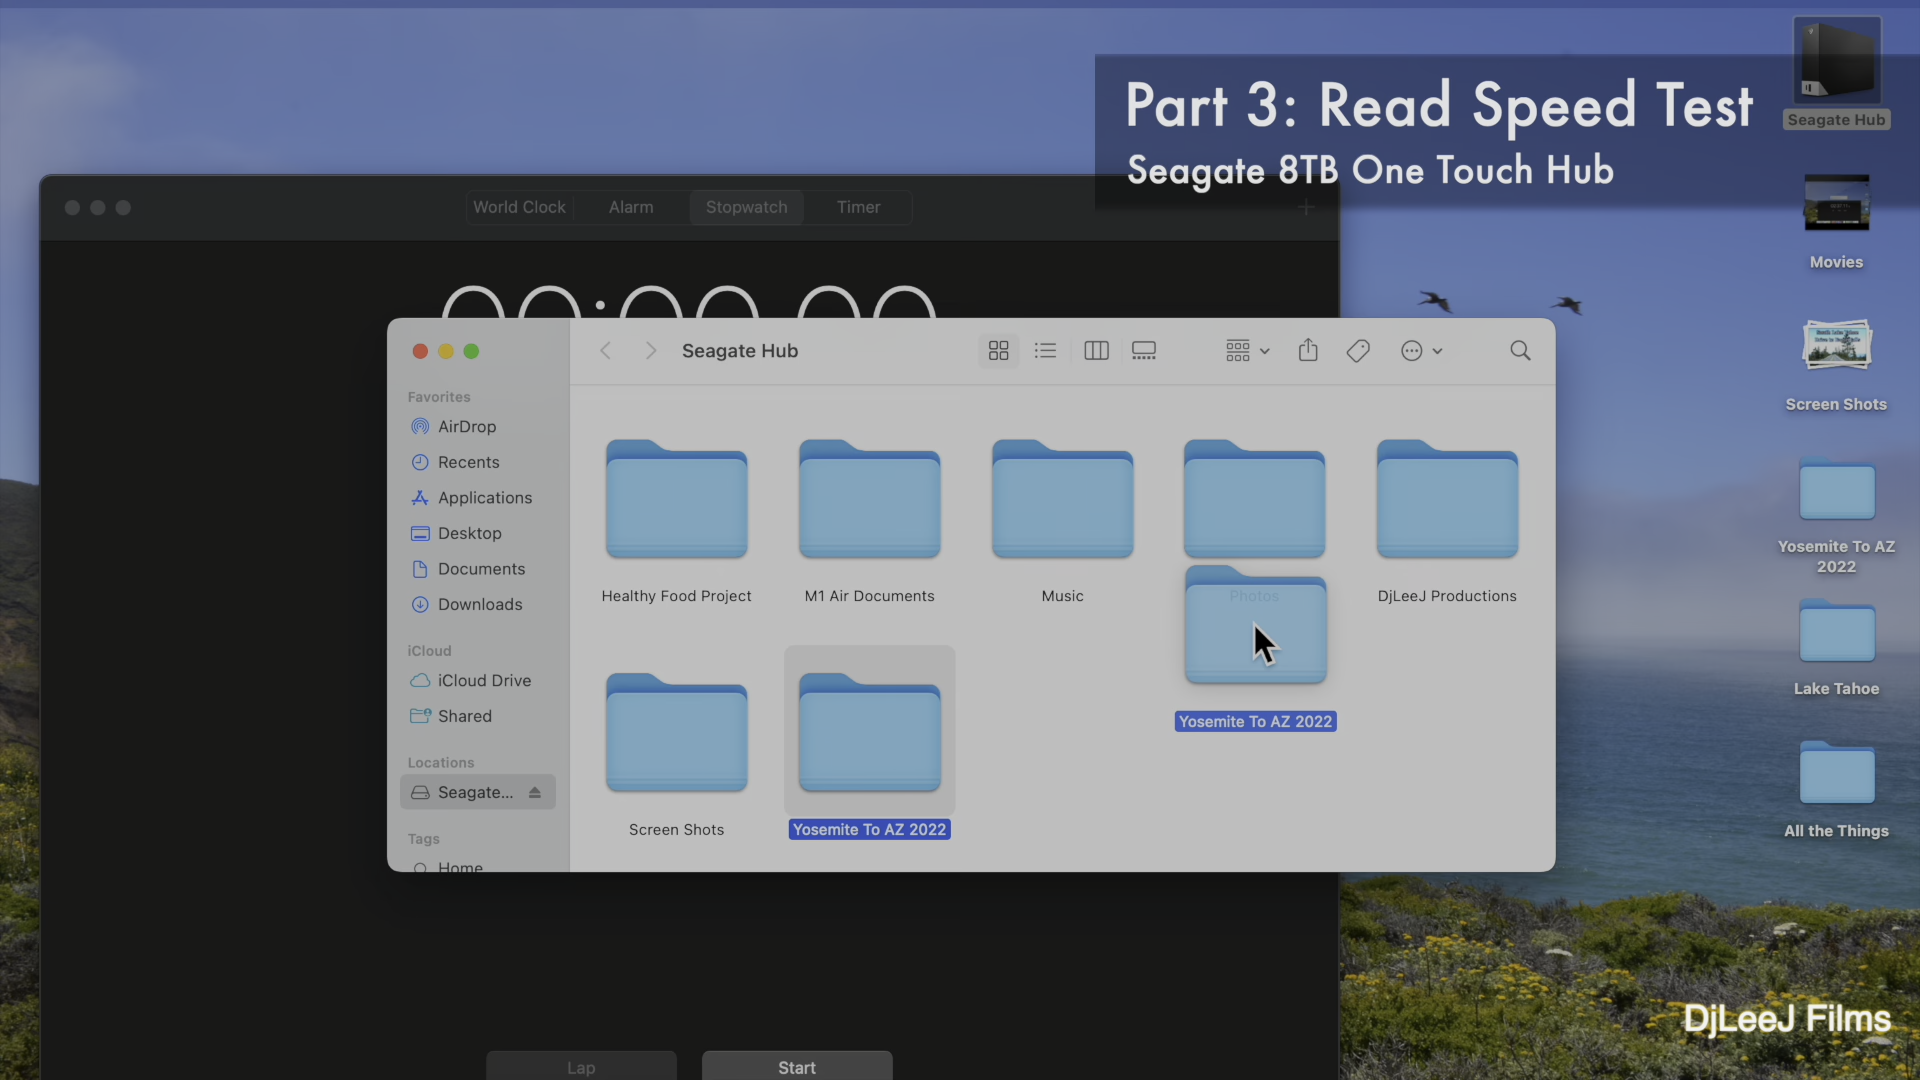 Part 3: Read Speed Test
Seagate 8TB One Touch Hub
Seagate Hub
World Clock
Alarm
Stopwatch
Timer
Movies
Seagate Hub
Favorites
AirDrop
Recents
Applications
Desktop
Documents
Downloads
iCloud
iCloud Drive
Shared
Locations
Seagate...
Tags
Home
Healthy Food Project
M1 Air Documents
Music
Photos
DjLeeJ Productions
Screen Shots
Yosemite To AZ 2022
Yosemite To AZ 2022
Screen Shots
Yosemite To AZ
2022
Lake Tahoe
All the Things
Lap
Start
DjLeeJ Films